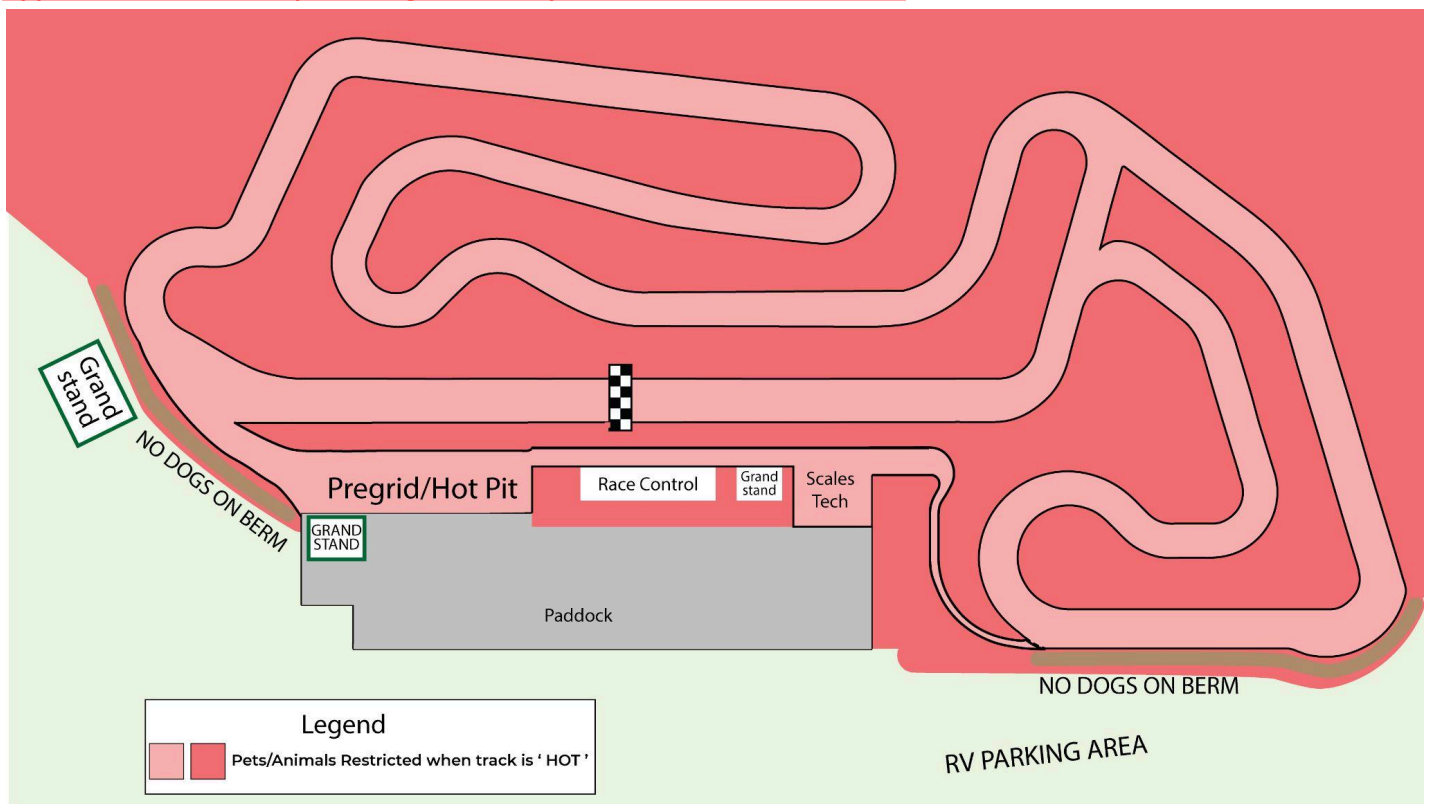 Grand
stand
NO DOGS ON BERM
Pregrid/Hot Pit
Race Control
Grand
stand
Scales
Tech
GRAND
STAND
Paddock
NO DOGS ON BERM
RV PARKING AREA
Legend
Pets/Animals Restricted when track is ‘ HOT ’